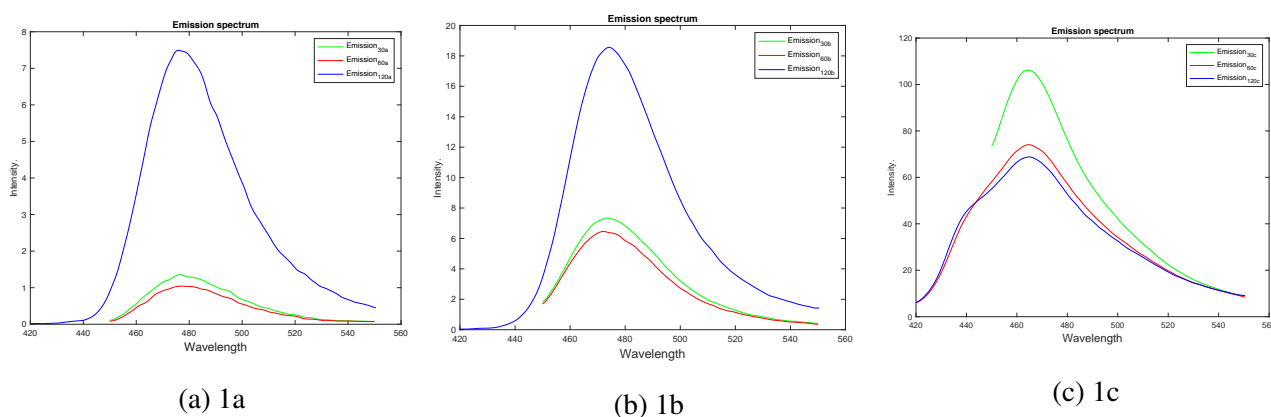 Emission spectrum
8
7
6
5
4
3
2
1
0
Intensity.
420 440 460 480 500 520 540 560
Wavelength
Emission30a
Emission60a
Emission120a
(a) 1a
Emission spectrum
20
18
16
14
12
10
8
6
4
2
0
Intensity.
420 440 460 480 500 520 540 560
Wavelength
Emission30b
Emission60b
Emission120b
(b) 1b
Emission spectrum
120
100
80
60
40
20
0
Intensity.
420 440 460 480 500 520 540 560
Wavelength
Emission30c
Emission60c
Emission120c
(c) 1c